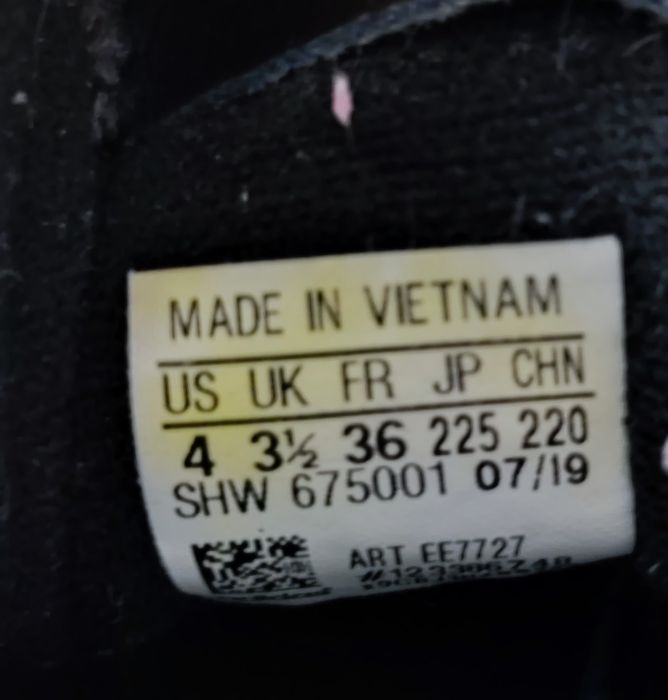 MADE IN VIETNAM
US UK FR JP CHN
4 3½ 36 225 220
SHW 675001 07/19
ART EE7727